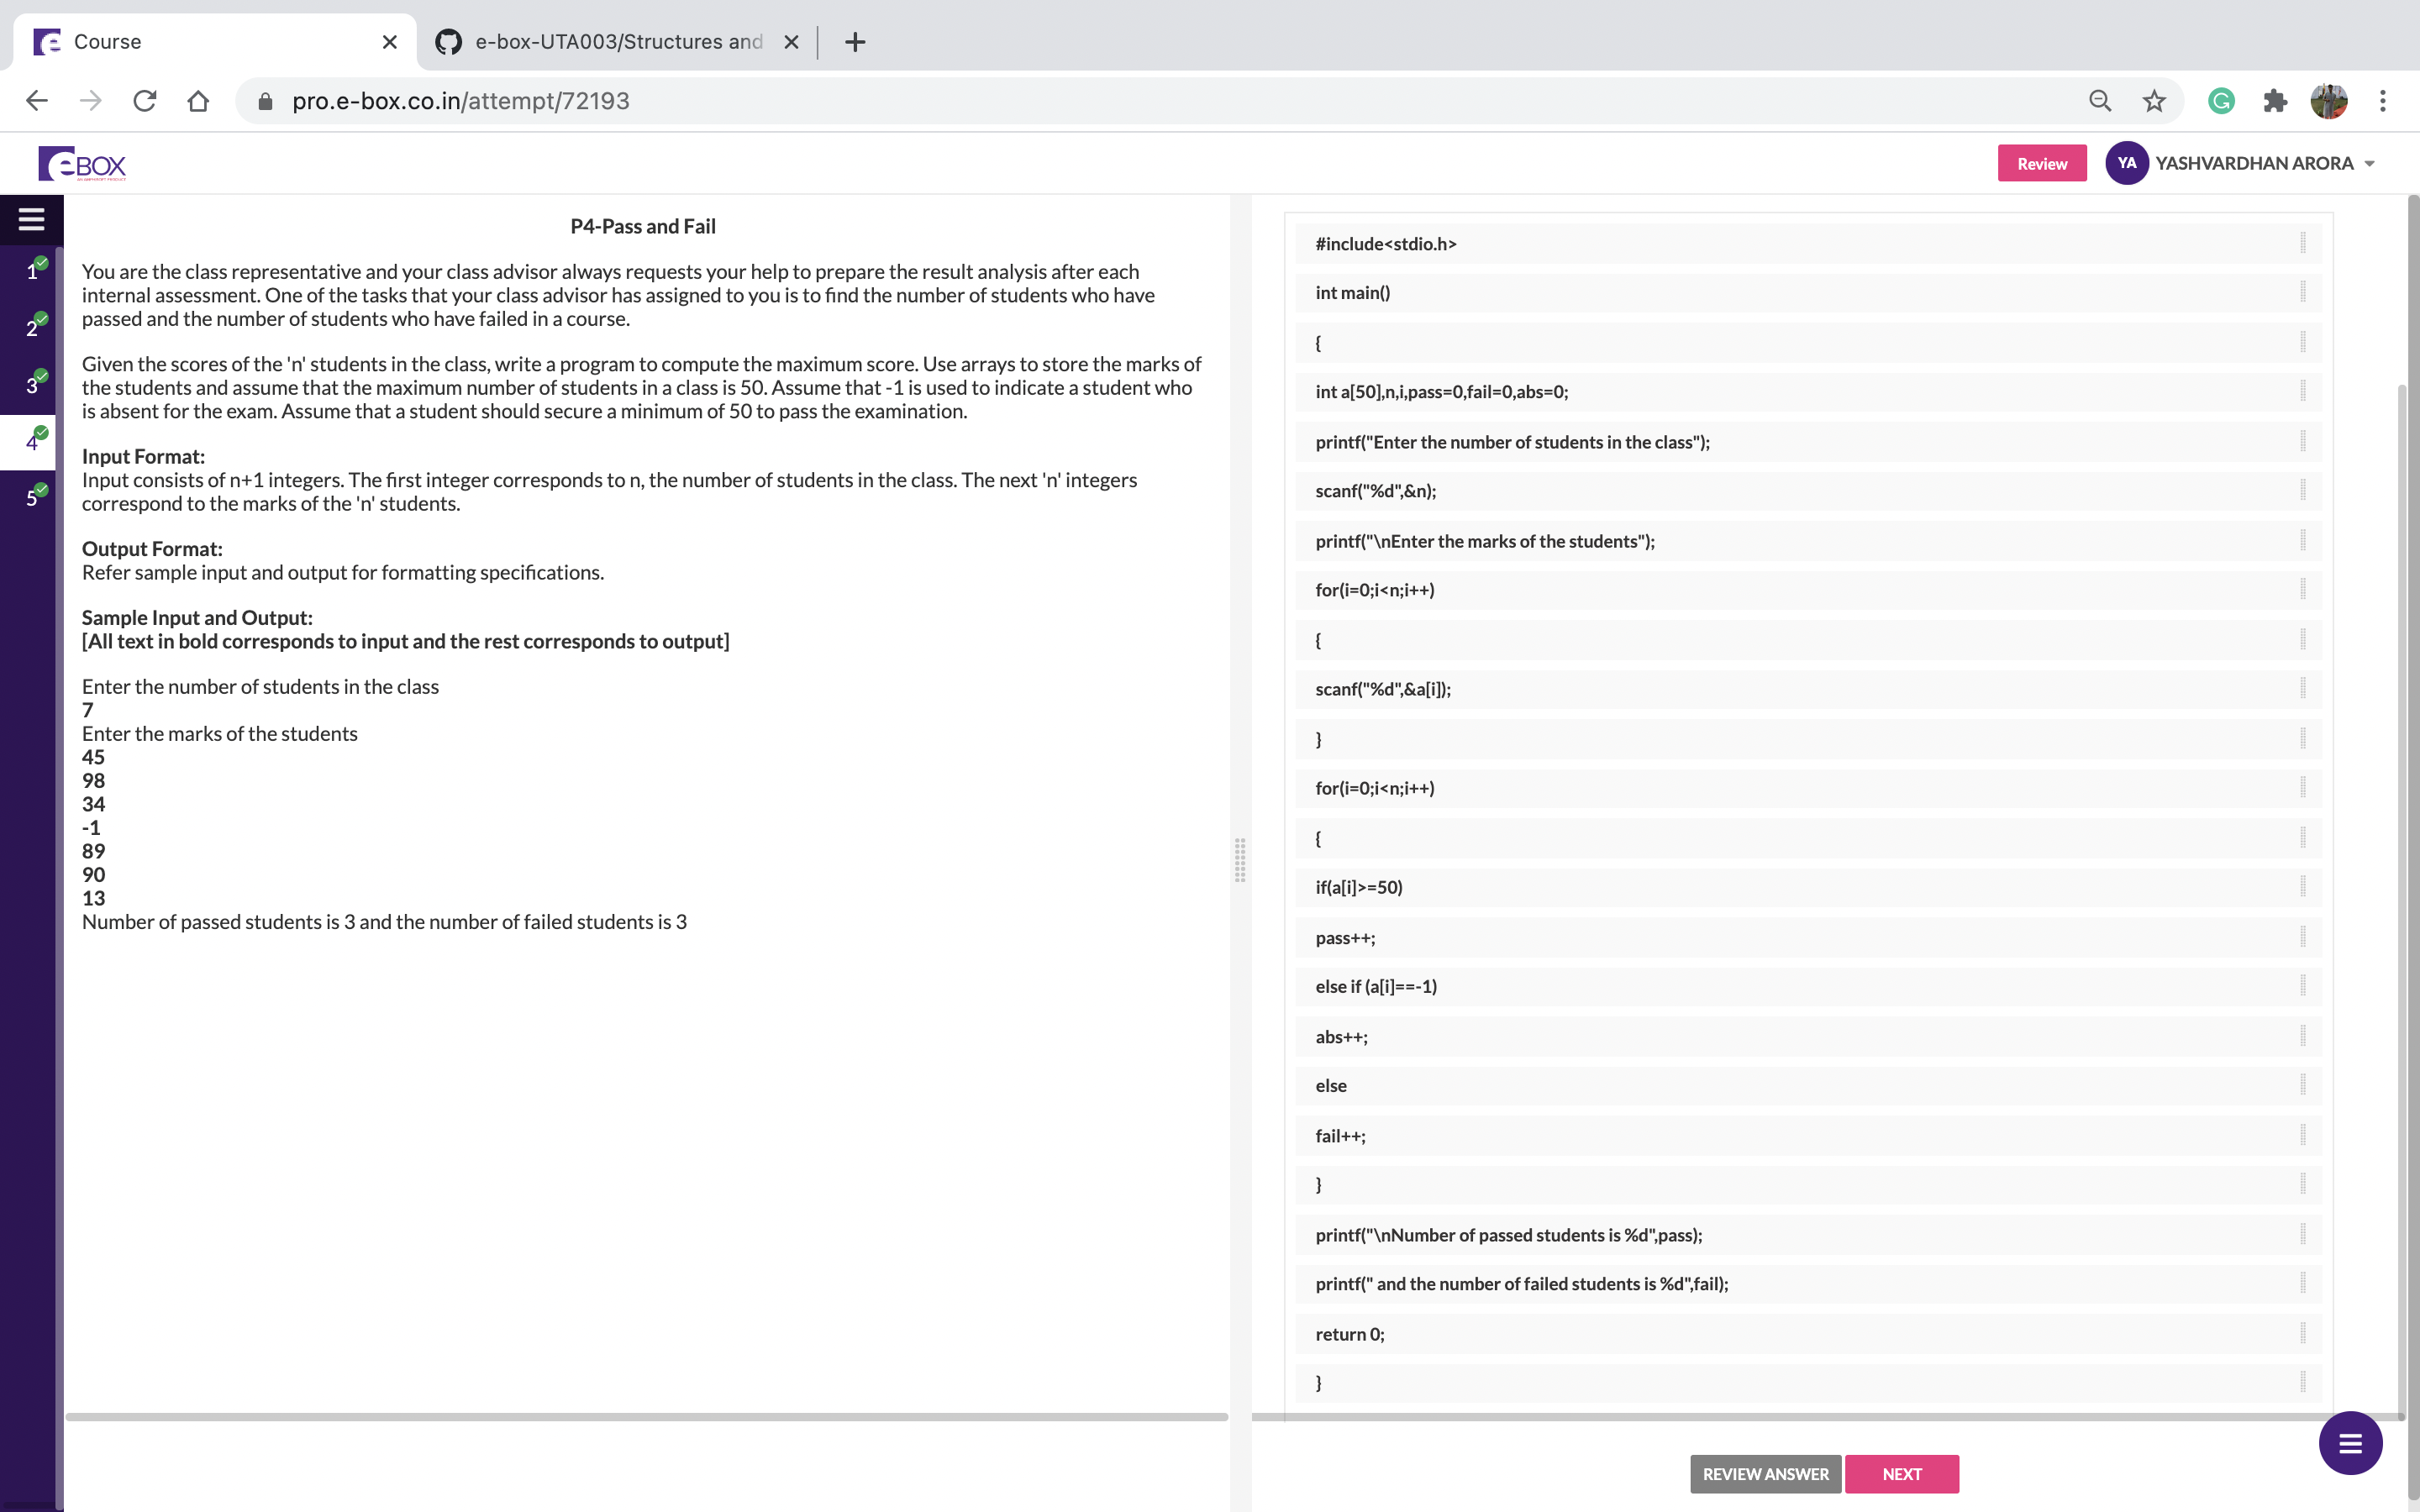 Course
e-box-UTA003/Structures and
pro.e-box.co.in/attempt/72193
eBOX
Review
YA
YASHVARDHAN ARORA
1
2
3
4
5
P4-Pass and Fail
You are the class representative and your class advisor always requests your help to prepare the result analysis after each
internal assessment. One of the tasks that your class advisor has assigned to you is to find the number of students who have
passed and the number of students who have failed in a course.
Given the scores of the 'n' students in the class, write a program to compute the maximum score. Use arrays to store the marks of
the students and assume that the maximum number of students in a class is 50. Assume that -1 is used to indicate a student who
is absent for the exam. Assume that a student should secure a minimum of 50 to pass the examination.
Input Format:
Input consists of n+1 integers. The first integer corresponds to n, the number of students in the class. The next 'n' integers
correspond to the marks of the 'n' students.
Output Format:
Refer sample input and output for formatting specifications.
Sample Input and Output:
[All text in bold corresponds to input and the rest corresponds to output]
Enter the number of students in the class
7
Enter the marks of the students
45
98
34
-1
89
90
13
Number of passed students is 3 and the number of failed students is 3
#include<stdio.h>
int main()
{
int a[50],n,i,pass=0,fail=0,abs=0;
printf("Enter the number of students in the class");
scanf("%d",&n);
printf("\nEnter the marks of the students");
for(i=0;i<n;i++)
{
scanf("%d",&a[i]);
}
for(i=0;i<n;i++)
{
if(a[i]>=50)
pass++;
else if (a[i]==-1)
abs++;
else
fail++;
}
printf("\nNumber of passed students is %d",pass);
printf(" and the number of failed students is %d",fail);
return 0;
}
REVIEW ANSWER
NEXT